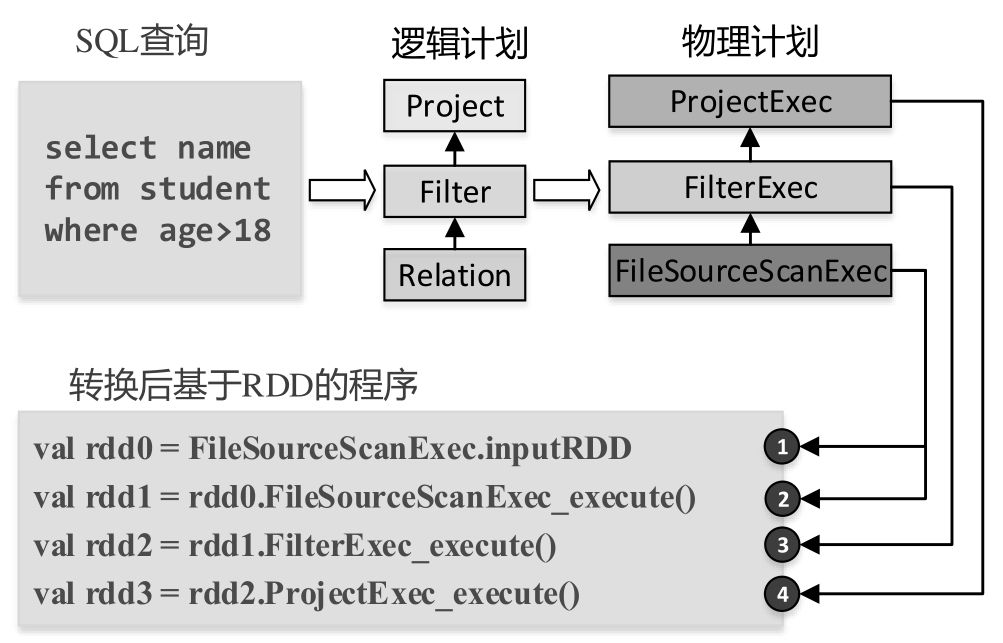 SQL查询
select name
from student
where age>18
逻辑计划
Project
Filter
Relation
物理计划
ProjectExec
FilterExec
FileSourceScanExec
转换后基于RDD的程序
val rdd0 = FileSourceScanExec.inputRDD
1
val rdd1 = rdd0.FileSourceScanExec_execute()
2
val rdd2 = rdd1.FilterExec_execute()
3
val rdd3 = rdd2.ProjectExec_execute()
4